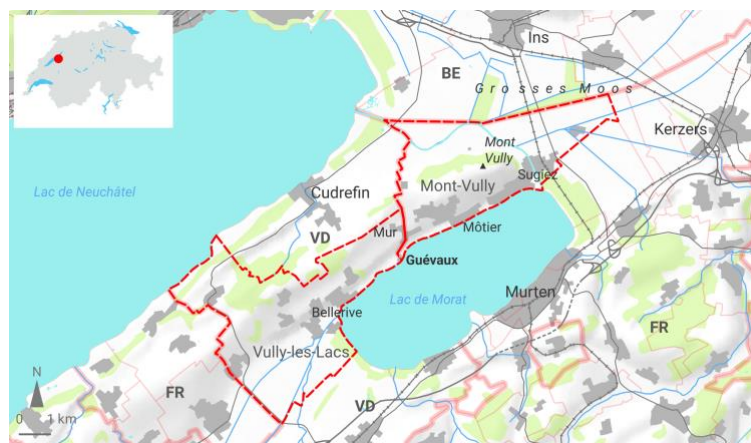 Ins
BE
Grosses Moos
Kerzers
Mont
Vully
Sugiez
Lac de Neuchâtel
Cudrefin
Mont-Vully
VD
Mur
Môtier
Guévaux
Lac de Morat
Murten
Bellerive
FR
Vully-les-Lacs
FR
VD
N
0 1 km